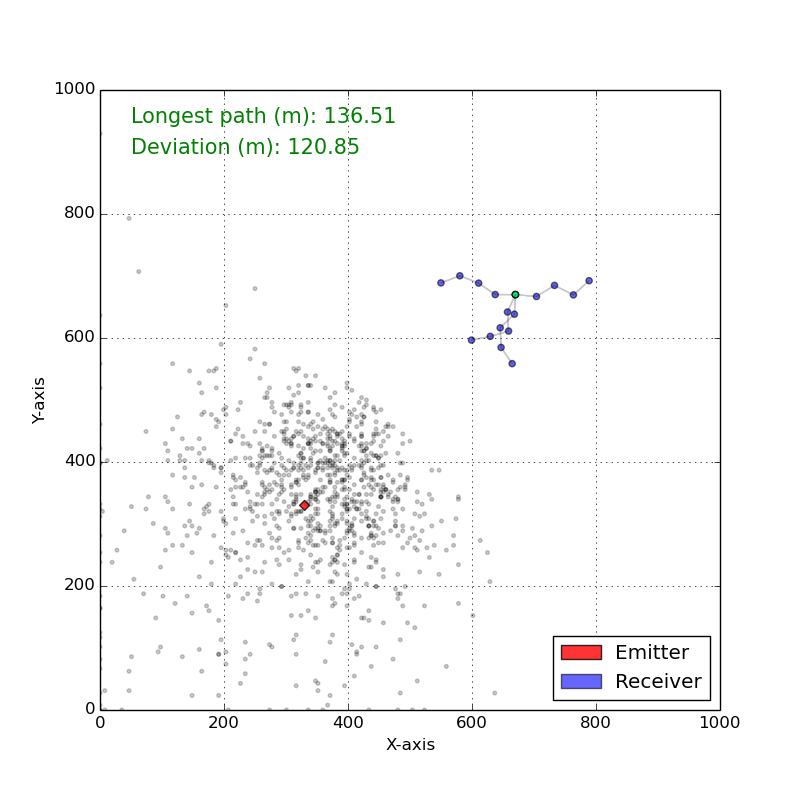 Longest path (m): 136.51
Deviation (m): 120.85
1000
800
600
400
200
0
Y-axis
0 200 400 600 800 1000
X-axis
Emitter
Receiver